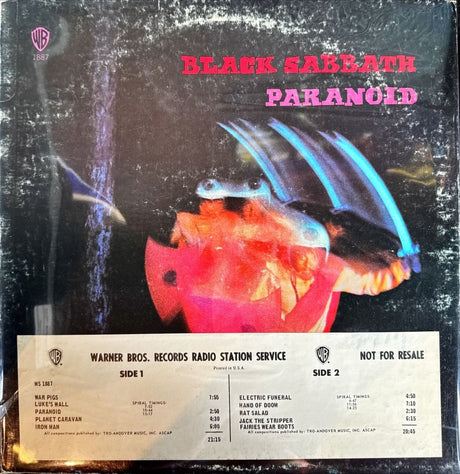 WB
1887
BLACK SABBATH
PARANOID
WARNER BROS. RECORDS RADIO STATION SERVICE
NOT FOR RESALE
Printed in U.S.A.
SIDE 1
SIDE 2
WS 1887
WAR PIGS 7:55
LUKE'S WALL
PARANOID 2:50
PLANET CARAVAN 4:30
IRON MAN 6:00
SPIRAL TIMINGS:
21:15
All compositions published by: TRO-ANDOVER MUSIC, INC. ASCAP
ELECTRIC FUNERAL 4:50
HAND OF DOOM 7:10
RAT SALAD 2:30
JACK THE STRIPPER 6:15
FAIRIES WEAR BOOTS
SPIRAL TIMINGS:
20:45
All compositions published by: TRO-ANDOVER MUSIC, INC. ASCAP